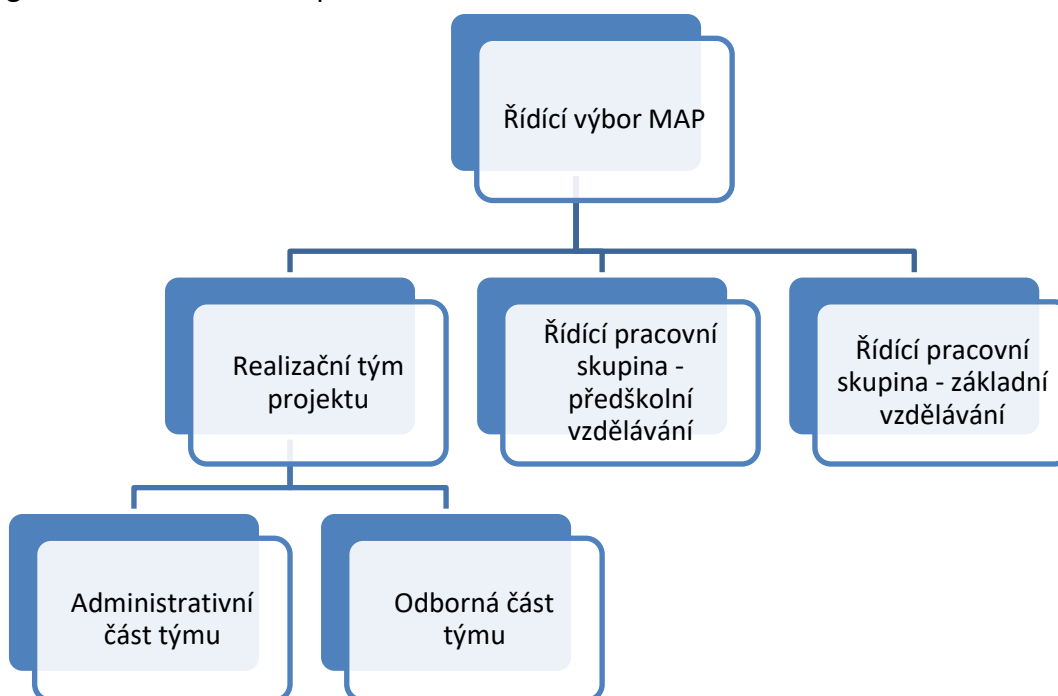 Řídící výbor MAP
Realizační tým
projektu
Řídící pracovní
skupina -
předškolní
vzdělávání
Řídící pracovní
skupina - základní
vzdělávání
Administrativní
část týmu
Odborná část
týmu